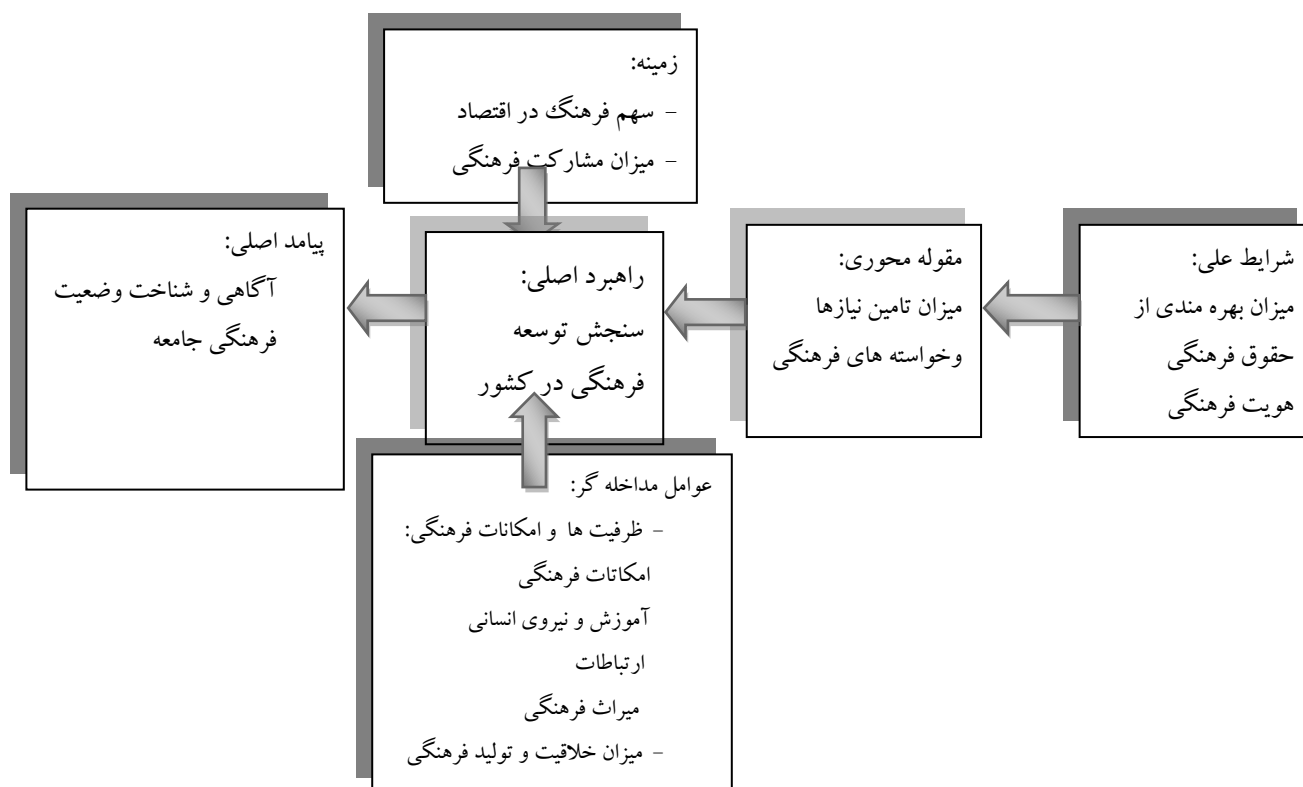 زمینه:
– سهم فرهنگ در اقتصاد
– میزان مشارکت فرهنگی
شرایط علی:
میزان بهره مندی از
حقوق فرهنگی
هویت فرهنگی
مقوله محوری:
میزان تامین نیازها
وخواسته های فرهنگی
راهبرد اصلی:
سنجش توسعه
فرهنگی در کشور
پیامد اصلی:
آگاهی و شناخت وضعیت
فرهنگی جامعه
عوامل مداخله گر:
– ظرفیت ها و امکانات فرهنگی:
امکاتات فرهنگی
آموزش و نیروی انسانی
ارتباطات
میراث فرهنگی
– میزان خلاقیت و تولید فرهنگی